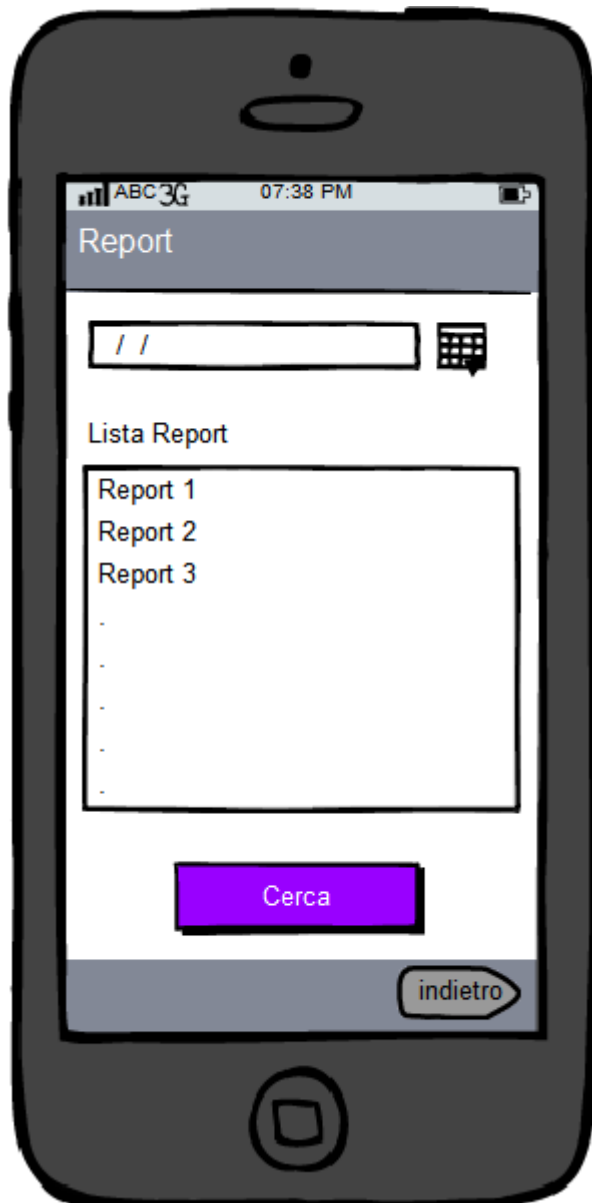 ABC 3G 07:38 PM
Report
/ /
Lista Report
Report 1
Report 2
Report 3
.
.
.
.
.
Cerca
indietro